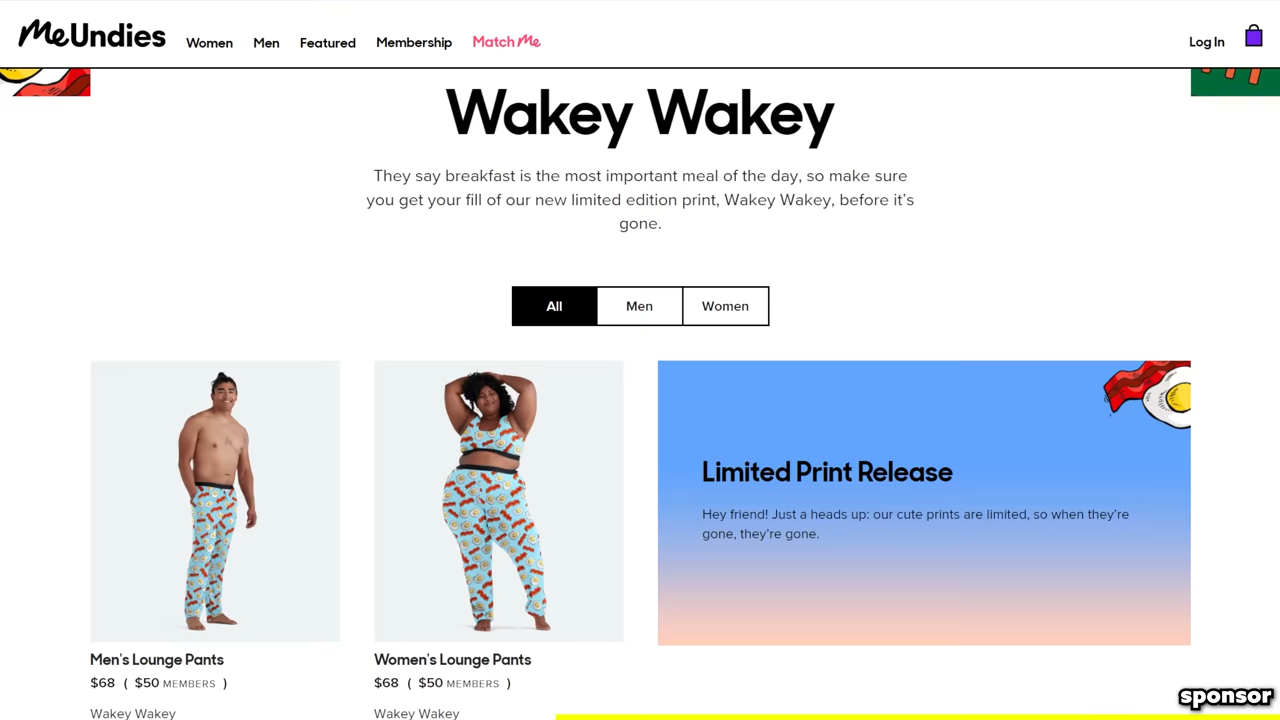 MeUndies
Women Men Featured Membership MatchMe
Log In
Wakey Wakey
They say breakfast is the most important meal of the day, so make sure
you get your fill of our new limited edition print, Wakey Wakey, before it’s
gone.
All Men Women
Limited Print Release
Hey friend! Just a heads up: our cute prints are limited, so when they’re
gone, they’re gone.
Men's Lounge Pants
$68 ( $50 MEMBERS )
Wakey Wakey
Women's Lounge Pants
$68 ( $50 MEMBERS )
Wakey Wakey
sponsor